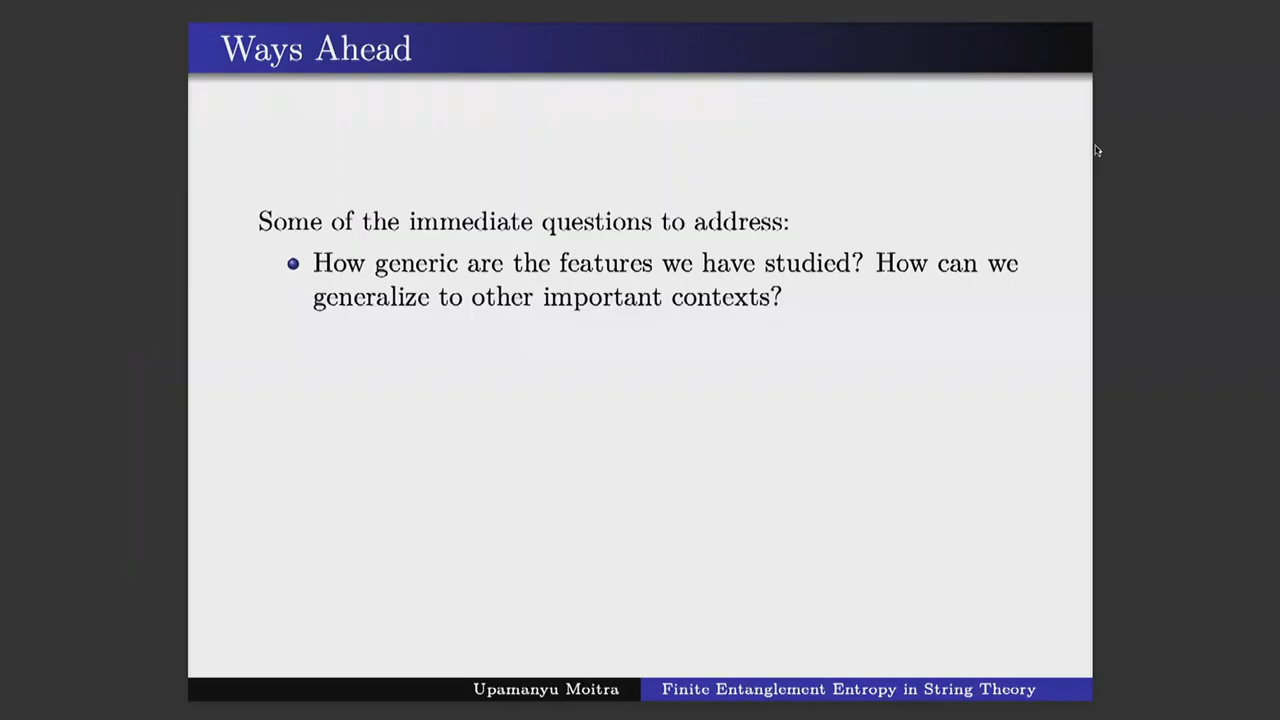 Ways Ahead
Some of the immediate questions to address:
How generic are the features we have studied? How can we
generalize to other important contexts?
Upamanyu Moitra
Finite Entanglement Entropy in String Theory